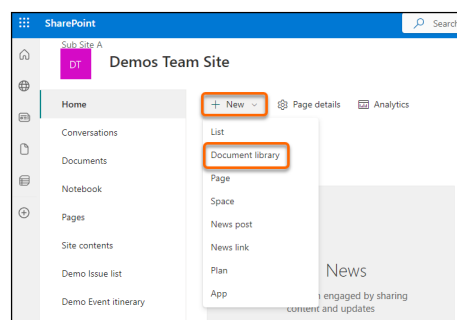 SharePoint
Search
Sub Site A
DT
Demos Team Site
Home
New
Page details
Analytics
Conversations
Documents
Notebook
Pages
Site contents
Demo Issue list
Demo Event itinerary
List
Document library
Page
Space
News post
News link
Plan
App
News
engaged by sharing
content and updates